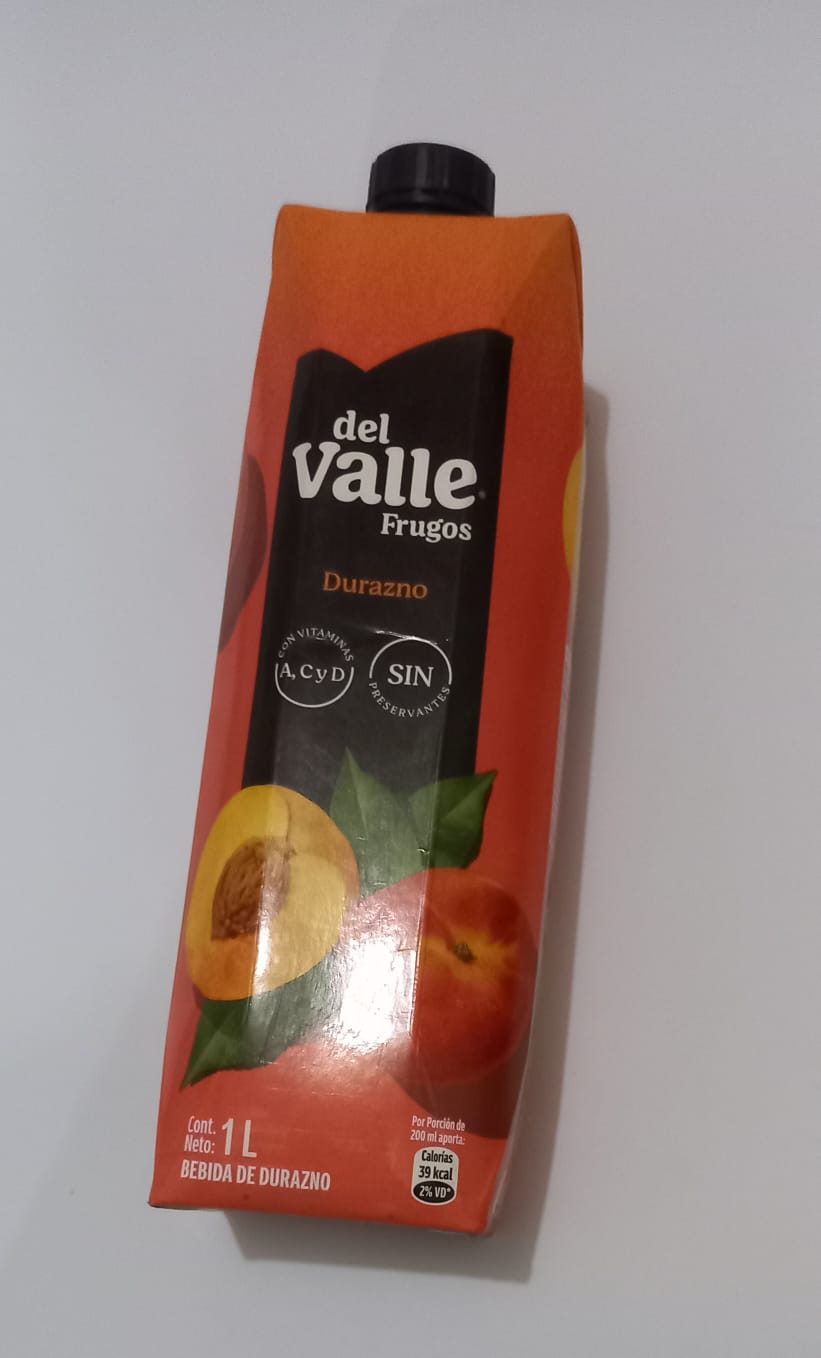 del
Valle
Frugos
Durazno
CON VITAMINAS
A, C y D
SIN
PRESERVANTES
Cont.
Neto: 1 L
BEBIDA DE DURAZNO
Por Porción de
200 ml aporta:
Calorías
39 kcal
2% VD*